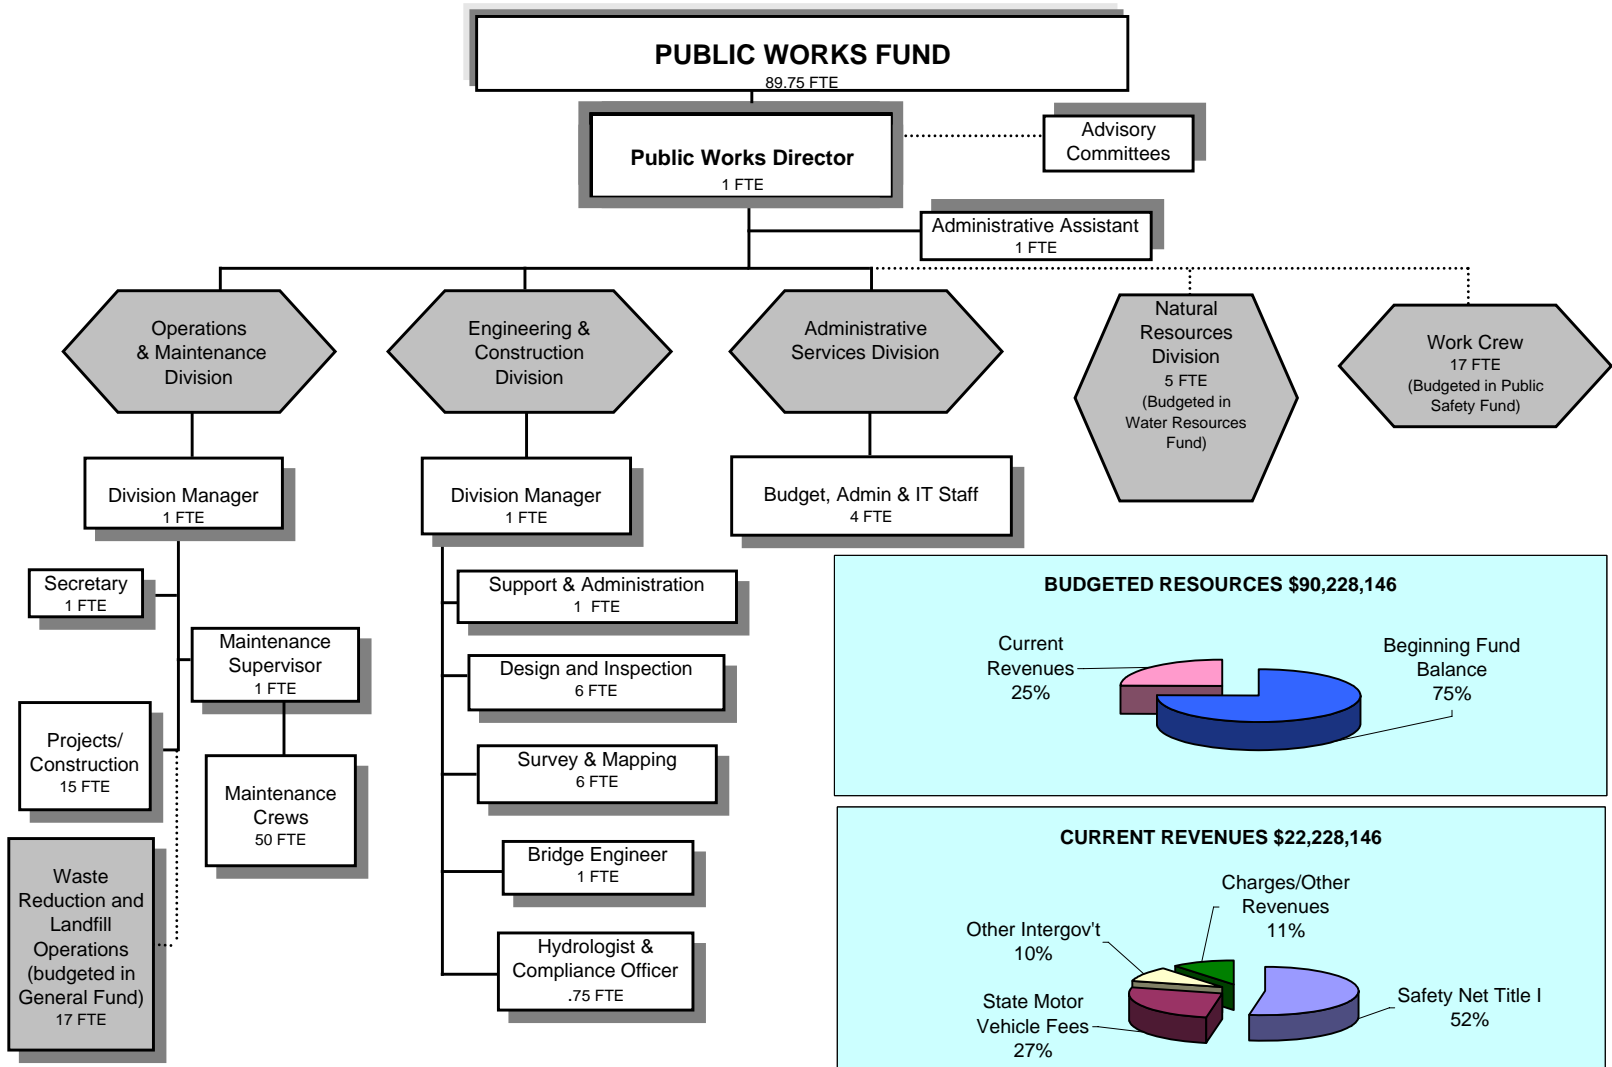 PUBLIC WORKS FUND
89.75 FTE
Public Works Director
1 FTE
Advisory
Committees
Administrative Assistant
1 FTE
Operations
& Maintenance
Division
Engineering &
Construction
Division
Administrative
Services Division
Natural
Resources
Division
5 FTE
(Budgeted in
Water Resources
Fund)
Work Crew
17 FTE
(Budgeted in Public
Safety Fund)
Division Manager
1 FTE
Division Manager
1 FTE
Budget, Admin & IT Staff
4 FTE
Secretary
1 FTE
Maintenance
Supervisor
1 FTE
Projects/
Construction
15 FTE
Maintenance
Crews
50 FTE
Waste
Reduction and
Landfill
Operations
(budgeted in
General Fund)
17 FTE
Support & Administration
1 FTE
Design and Inspection
6 FTE
Survey & Mapping
6 FTE
Bridge Engineer
1 FTE
Hydrologist &
Compliance Officer
.75 FTE
BUDGETED RESOURCES $90,228,146
Current
Revenues
25%
Beginning Fund
Balance
75%
CURRENT REVENUES $22,228,146
Charges/Other
Revenues
11%
Other Intergov't
10%
State Motor
Vehicle Fees
27%
Safety Net Title I
52%